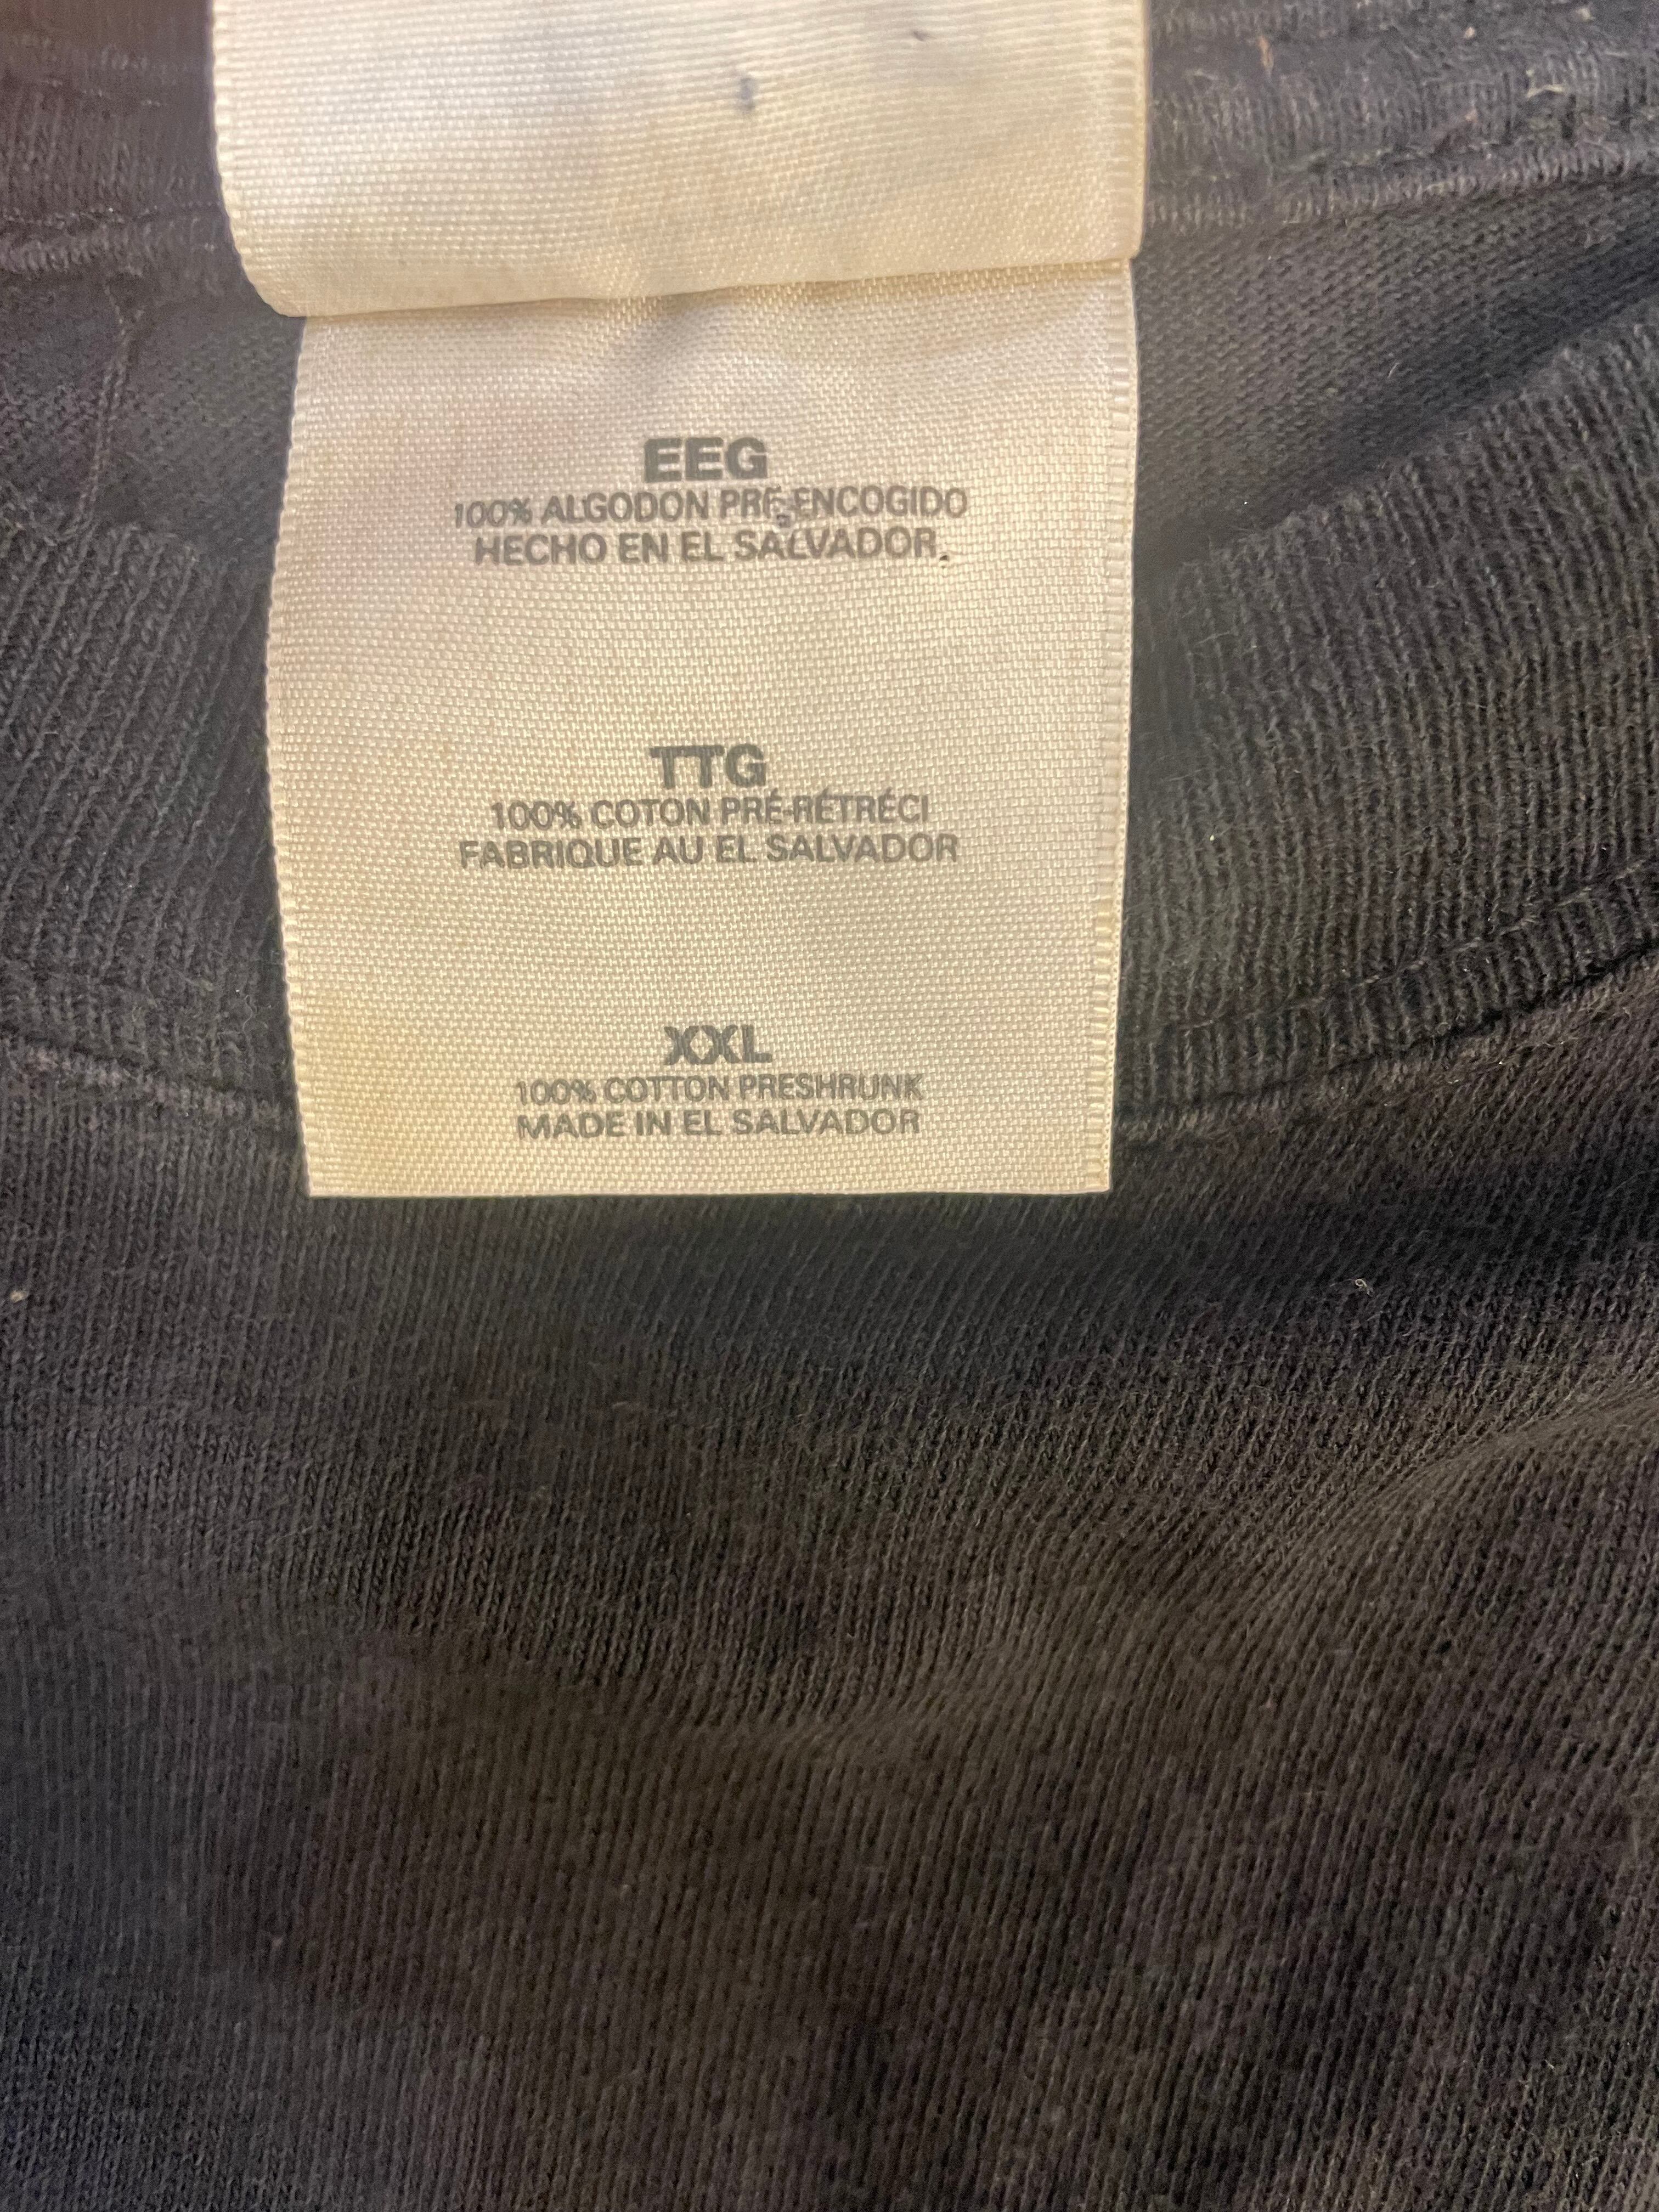 EEG
100% ALGODON PRE-ENCOGIDO
HECHO EN EL SALVADOR
TTG
100% COTON PRÉ-RÉTRÉCI
FABRIQUE AU EL SALVADOR
XXL
100% COTTON PRESHRUNK
MADE IN EL SALVADOR